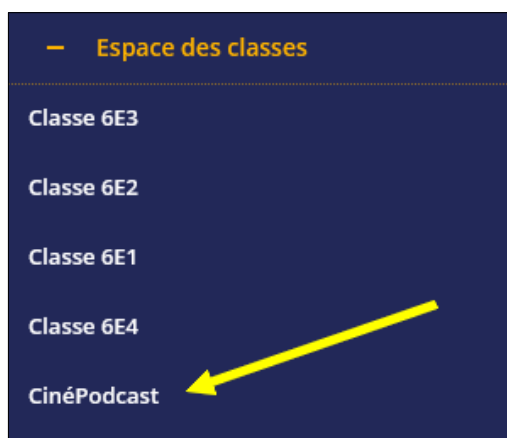 − Espace des classes
Classe 6E3
Classe 6E2
Classe 6E1
Classe 6E4
CinéPodcast